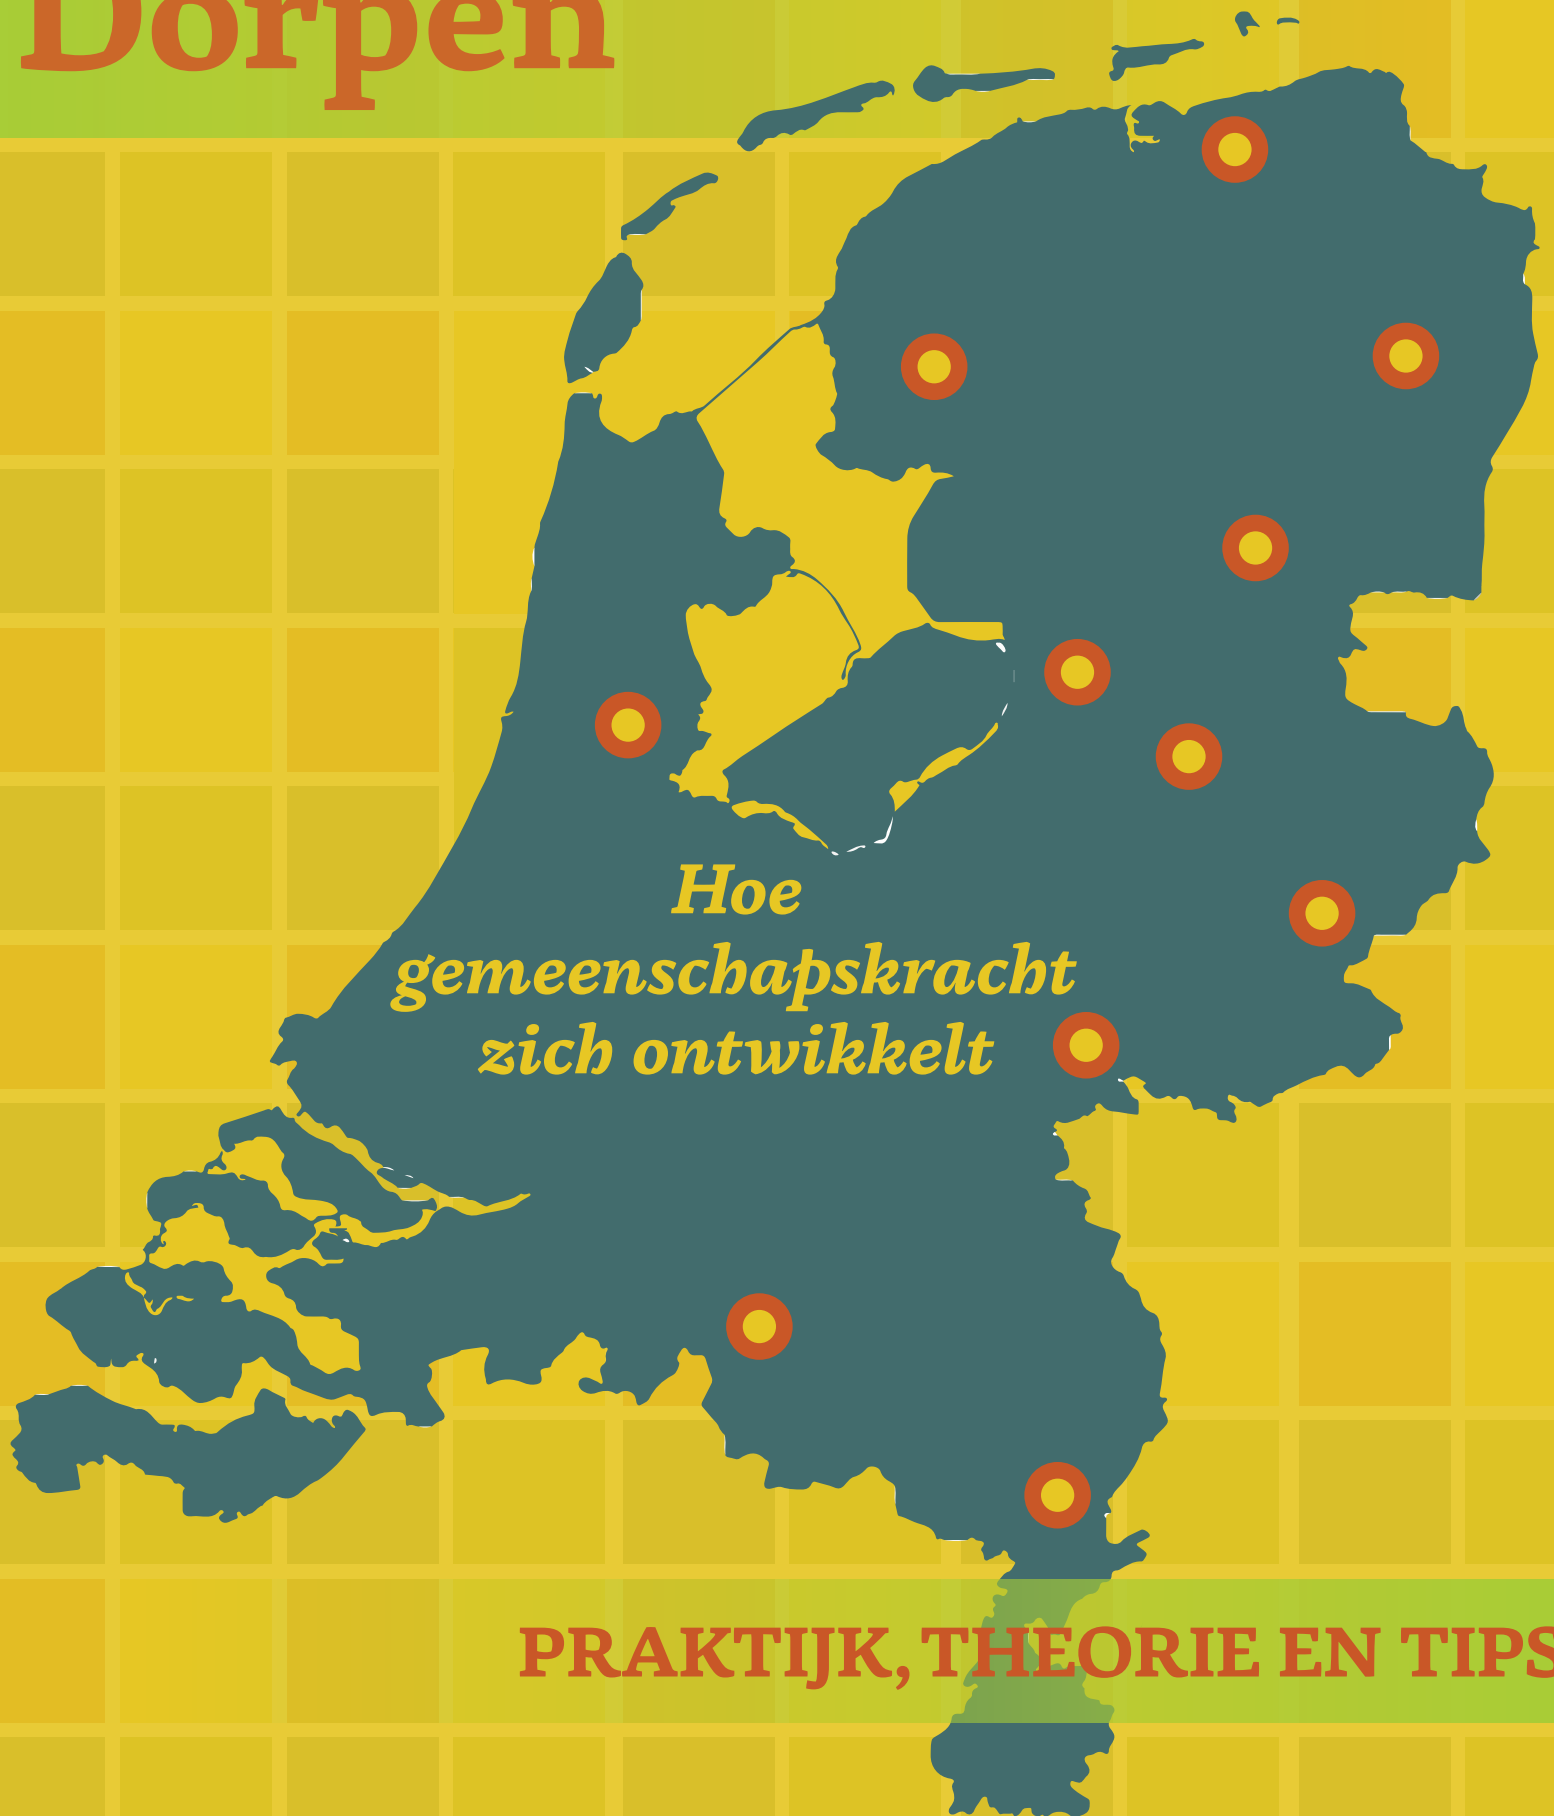 Dorpen
Hoe
gemeenschapskracht
zich ontwikkelt
PRAKTIJK, THEORIE EN TIPS